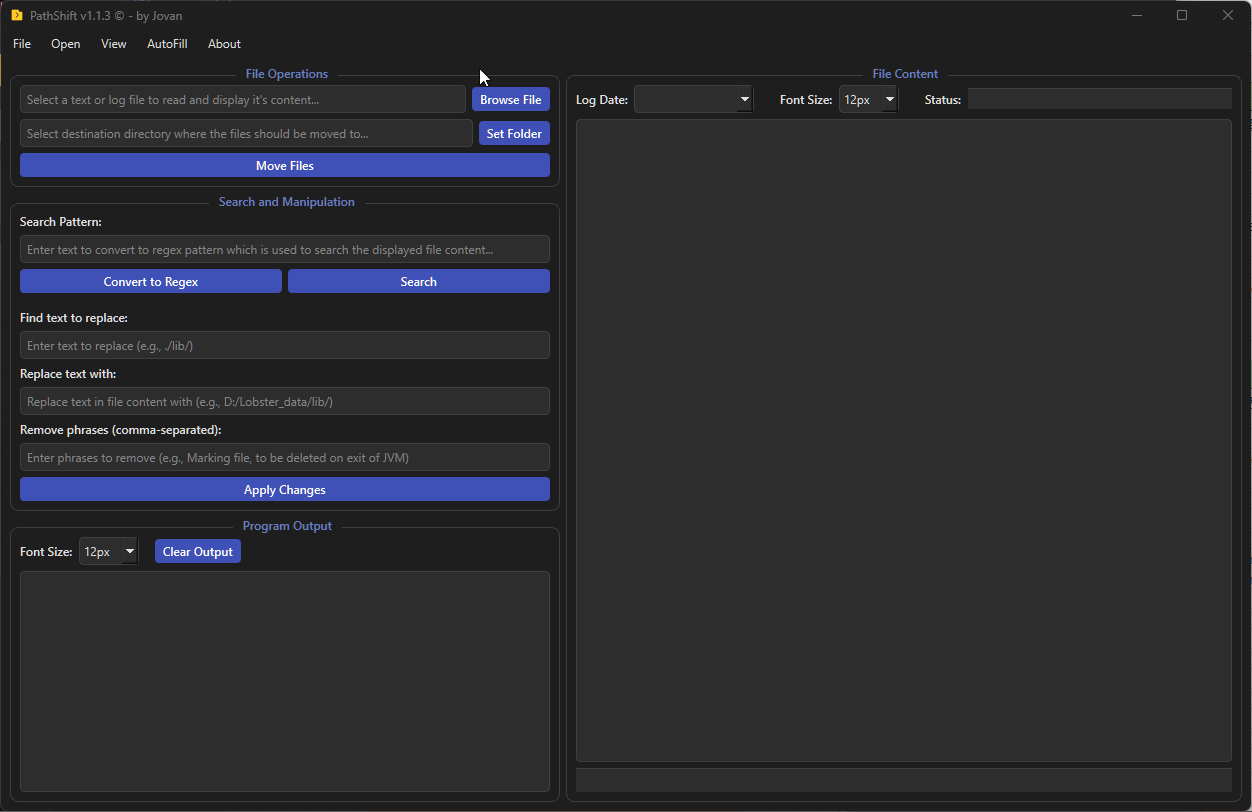 PathShift v1.1.3 © - by Jovan
File Open View AutoFill About
File Operations
Select a text or log file to read and display it's content...
Browse File
Select destination directory where the files should be moved to...
Set Folder
Move Files
Search and Manipulation
Search Pattern:
Enter text to convert to regex pattern which is used to search the displayed file content...
Convert to Regex
Search
Find text to replace:
Enter text to replace (e.g., ./lib/)
Replace text with:
Replace text in file content with (e.g., D:/Lobster_data/lib/)
Remove phrases (comma-separated):
Enter phrases to remove (e.g., Marking file, to be deleted on exit of JVM)
Apply Changes
Program Output
Font Size: 12px
Clear Output
File Content
Log Date:
Font Size: 12px
Status: